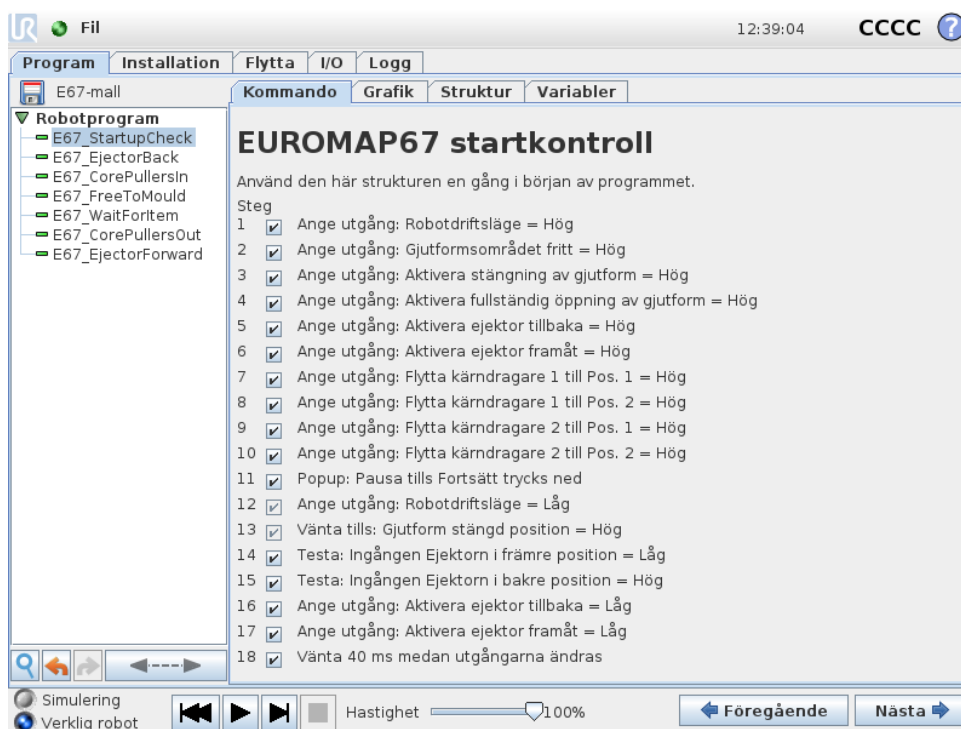 UR Fil 12:39:04 CCCC ?
Program Installation Flytta I/O Logg
E67-mall
Kommando Grafik Struktur Variabler
Robotprogram
E67_StartupCheck
E67_EjectorBack
E67_CorePullersIn
E67_FreeToMould
E67_WaitForItem
E67_CorePullersOut
E67_EjectorForward
EUROMAP67 startkontroll
Använd den här strukturen en gång i början av programmet.
Steg
1 Ange utgång: Robotdriftsläge = Hög
2 Ange utgång: Gjutformsområdet fritt = Hög
3 Ange utgång: Aktivera stängning av gjutform = Hög
4 Ange utgång: Aktivera fullständig öppning av gjutform = Hög
5 Ange utgång: Aktivera ejektor tillbaka = Hög
6 Ange utgång: Aktivera ejektor framåt = Hög
7 Ange utgång: Flytta kärndragare 1 till Pos. 1 = Hög
8 Ange utgång: Flytta kärndragare 1 till Pos. 2 = Hög
9 Ange utgång: Flytta kärndragare 2 till Pos. 1 = Hög
10 Ange utgång: Flytta kärndragare 2 till Pos. 2 = Hög
11 Popup: Pausa tills Fortsätt trycks ned
12 Ange utgång: Robotdriftsläge = Låg
13 Vänta tills: Gjutform stängd position = Hög
14 Testa: Ingången Ejektorn i främre position = Låg
15 Testa: Ingången Ejektorn i bakre position = Hög
16 Ange utgång: Aktivera ejektor tillbaka = Låg
17 Ange utgång: Aktivera ejektor framåt = Låg
18 Vänta 40 ms medan utgångarna ändras
Simulering
Verklig robot
Hastighet 100%
Föregående Nästa